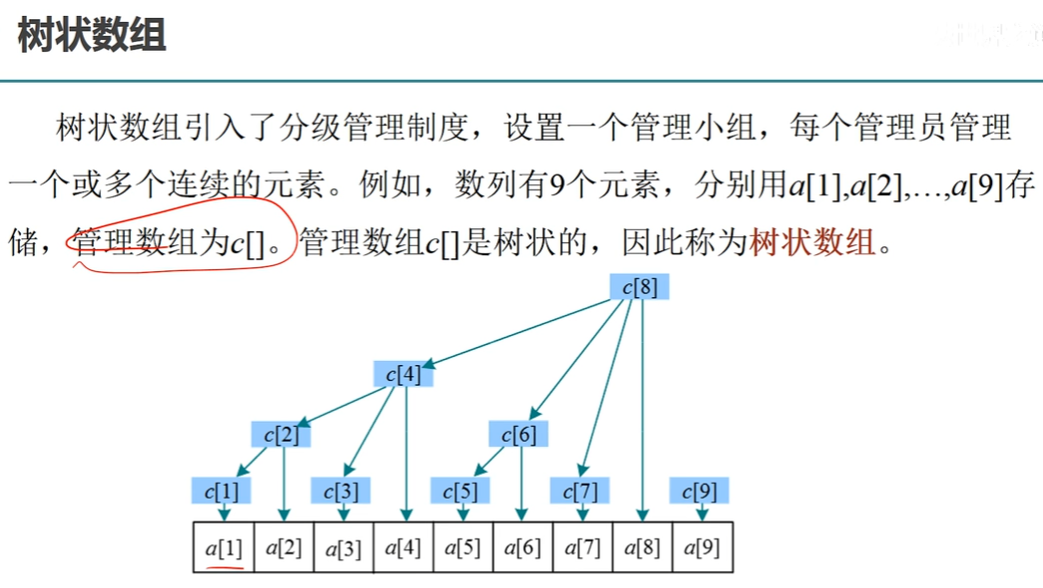 树状数组
树状数组引入了分级管理制度，设置一个管理小组，每个管理员管理
一个或多个连续的元素。例如，数列有9个元素，分别用a[1],a[2],…,a[9]存
储，管理数组为c[]。管理数组c[]是树状的，因此称为树状数组。
c[8]
c[4]
c[2] c[6]
c[1] c[3] c[5] c[7] c[9]
a[1] a[2] a[3] a[4] a[5] a[6] a[7] a[8] a[9]